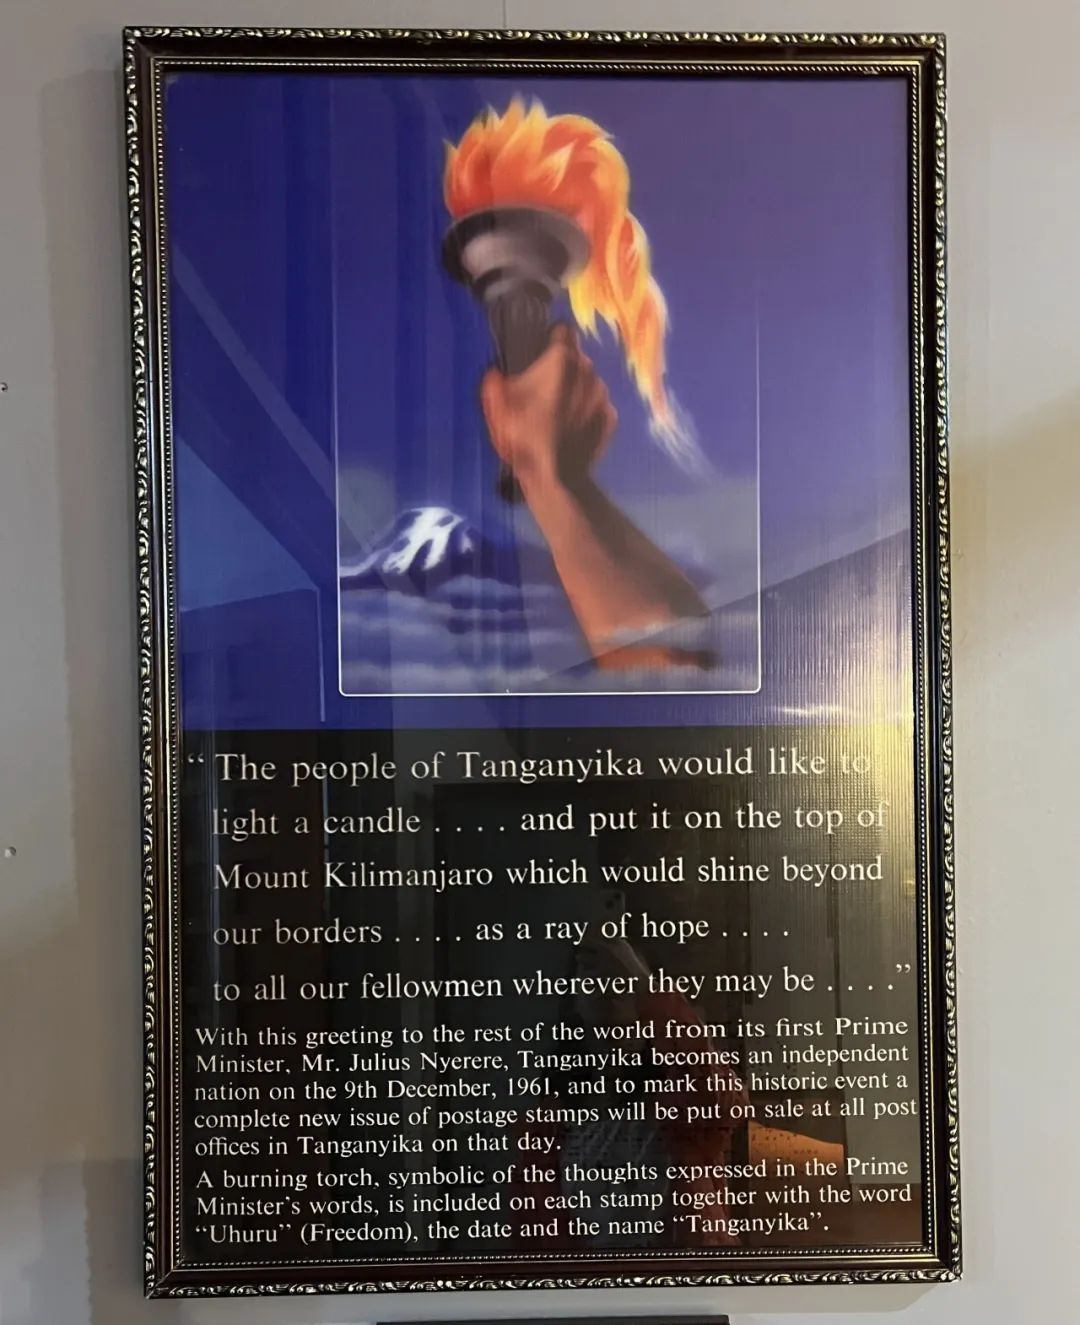 “ The people of Tanganyika would like to
light a candle . . . . and put it on the top of
Mount Kilimanjaro which would shine beyond
our borders . . . . as a ray of hope . . . .
to all our fellowmen wherever they may be . . . .”
With this greeting to the rest of the world from its first Prime
Minister, Mr. Julius Nyerere, Tanganyika becomes an independent
nation on the 9th December, 1961, and to mark this historic event a
complete new issue of postage stamps will be put on sale at all post
offices in Tanganyika on that day.
A burning torch, symbolic of the thoughts expressed in the Prime
Minister's words, is included on each stamp together with the word
“Uhuru” (Freedom), the date and the name “Tanganyika”.